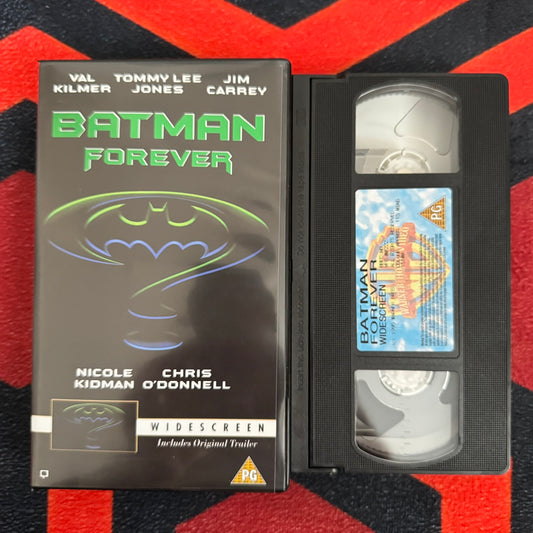 VAL KILMER
TOMMY LEE JONES
JIM CARREY
BATMAN
FOREVER
NICOLE KIDMAN
CHRIS O'DONNELL
WIDESCREEN
Includes Original Trailer
PG
BATMAN
FOREVER
WIDESCREEN
PG